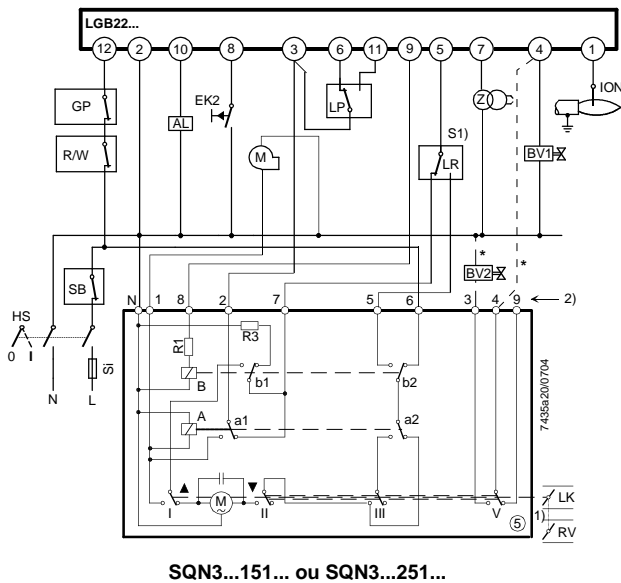 LGB22...
12 2 10 8 3 6 11 9 5 7 4 1
ION
GP
EK2
LP
Z
AL
S1)
R/W
M
LR
BV1
*
*
SB
BV2
HS
N 1 8 2 7 5 6 3 4 9 2)
0 I
Si
R1
R3
N L
B b1 b2
A a1 a2
7435a20/0704
▲ ▼
M
~
LK
I II III V
1)
5
RV
SQN3...151... ou SQN3...251...